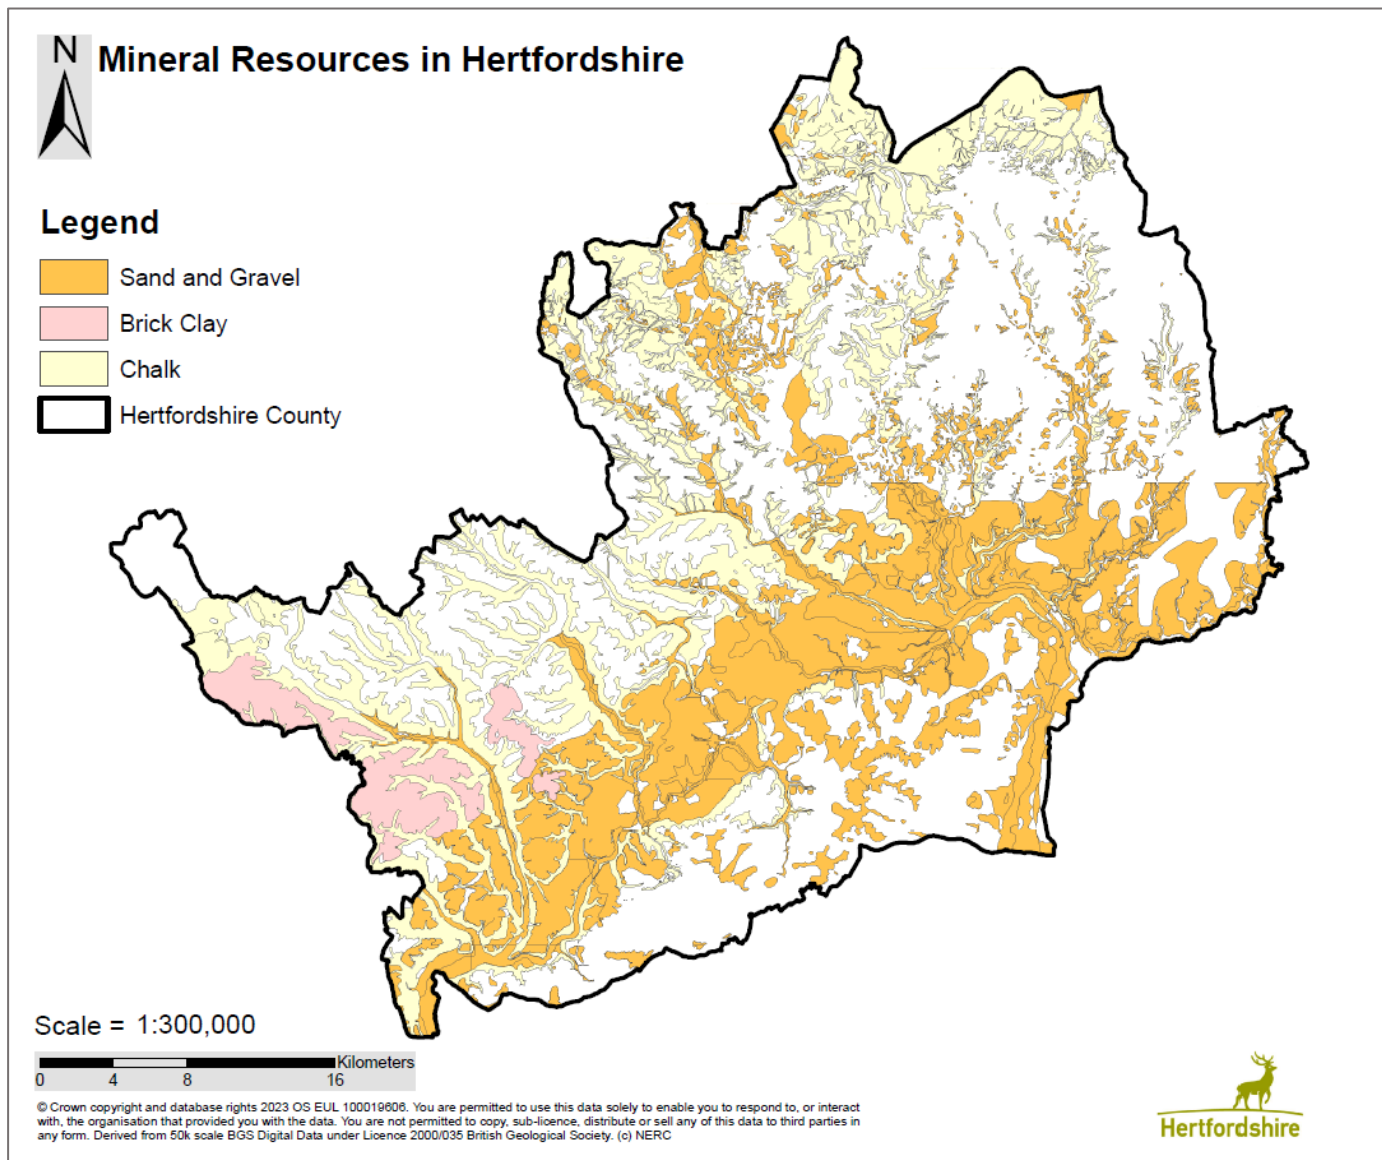 N
Mineral Resources in Hertfordshire
Legend
Sand and Gravel
Brick Clay
Chalk
Hertfordshire County
Scale = 1:300,000
Kilometers
0 4 8 16
© Crown copyright and database rights 2023 OS EUL 100019606. You are permitted to use this data solely to enable you to respond to, or interact
with, the organisation that provided you with the data. You are not permitted to copy, sub-licence, distribute or sell any of this data to third parties in
any form. Derived from 50k scale BGS Digital Data under Licence 2000/035 British Geological Society. (c) NERC
Hertfordshire